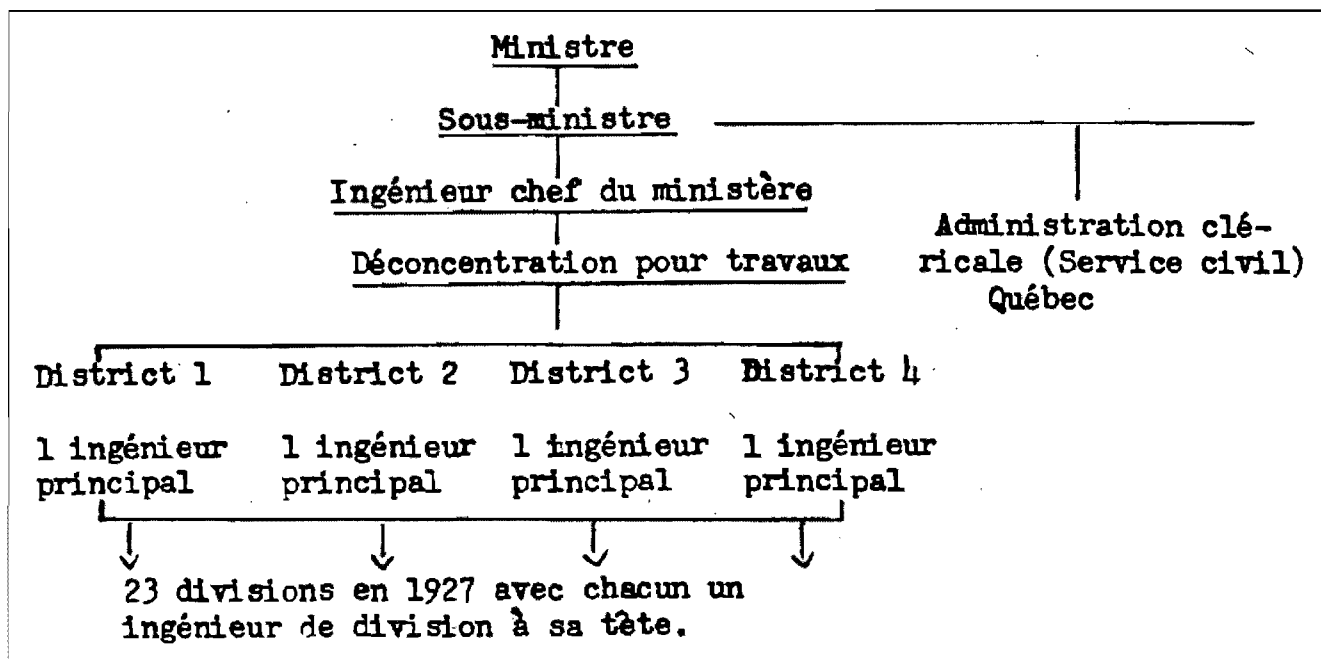 Ministre
Sous-ministre
Ingénieur chef du ministère
Déconcentration pour travaux
Administration clé-
ricale (Service civil)
Québec
District 1 District 2 District 3 District 4
1 ingénieur 1 ingénieur 1 ingénieur 1 ingénieur
principal principal principal principal
23 divisions en 1927 avec chacun un
ingénieur de division à sa tête.